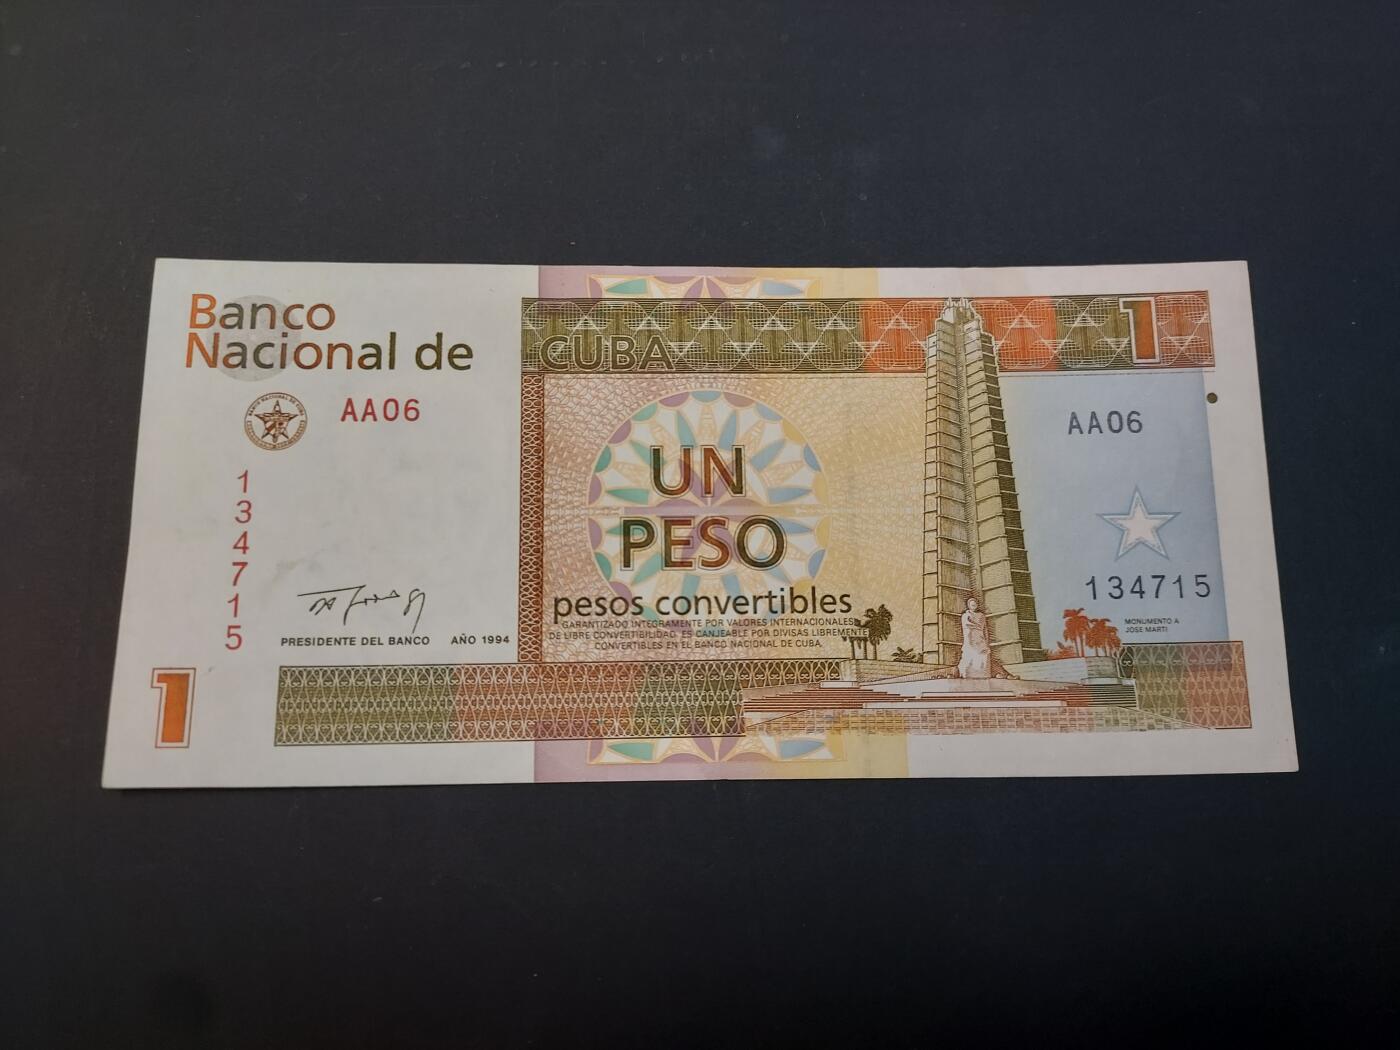 Banco
Nacional de
CUBA
1
AA06
AA06
1
3
4
7
1
5
UN
PESO
pesos convertibles
GARANTIZADO INTEGRAMENTE POR VALORES INTERNACIONALES
DE LIBRE CONVERTIBILIDAD. ES CANJEABLE POR DIVISAS LIBREMENTE
CONVERTIBLES EN EL BANCO NACIONAL DE CUBA.
134715
MONUMENTO A
JOSE MARTI
PRESIDENTE DEL BANCO AÑO 1994
1